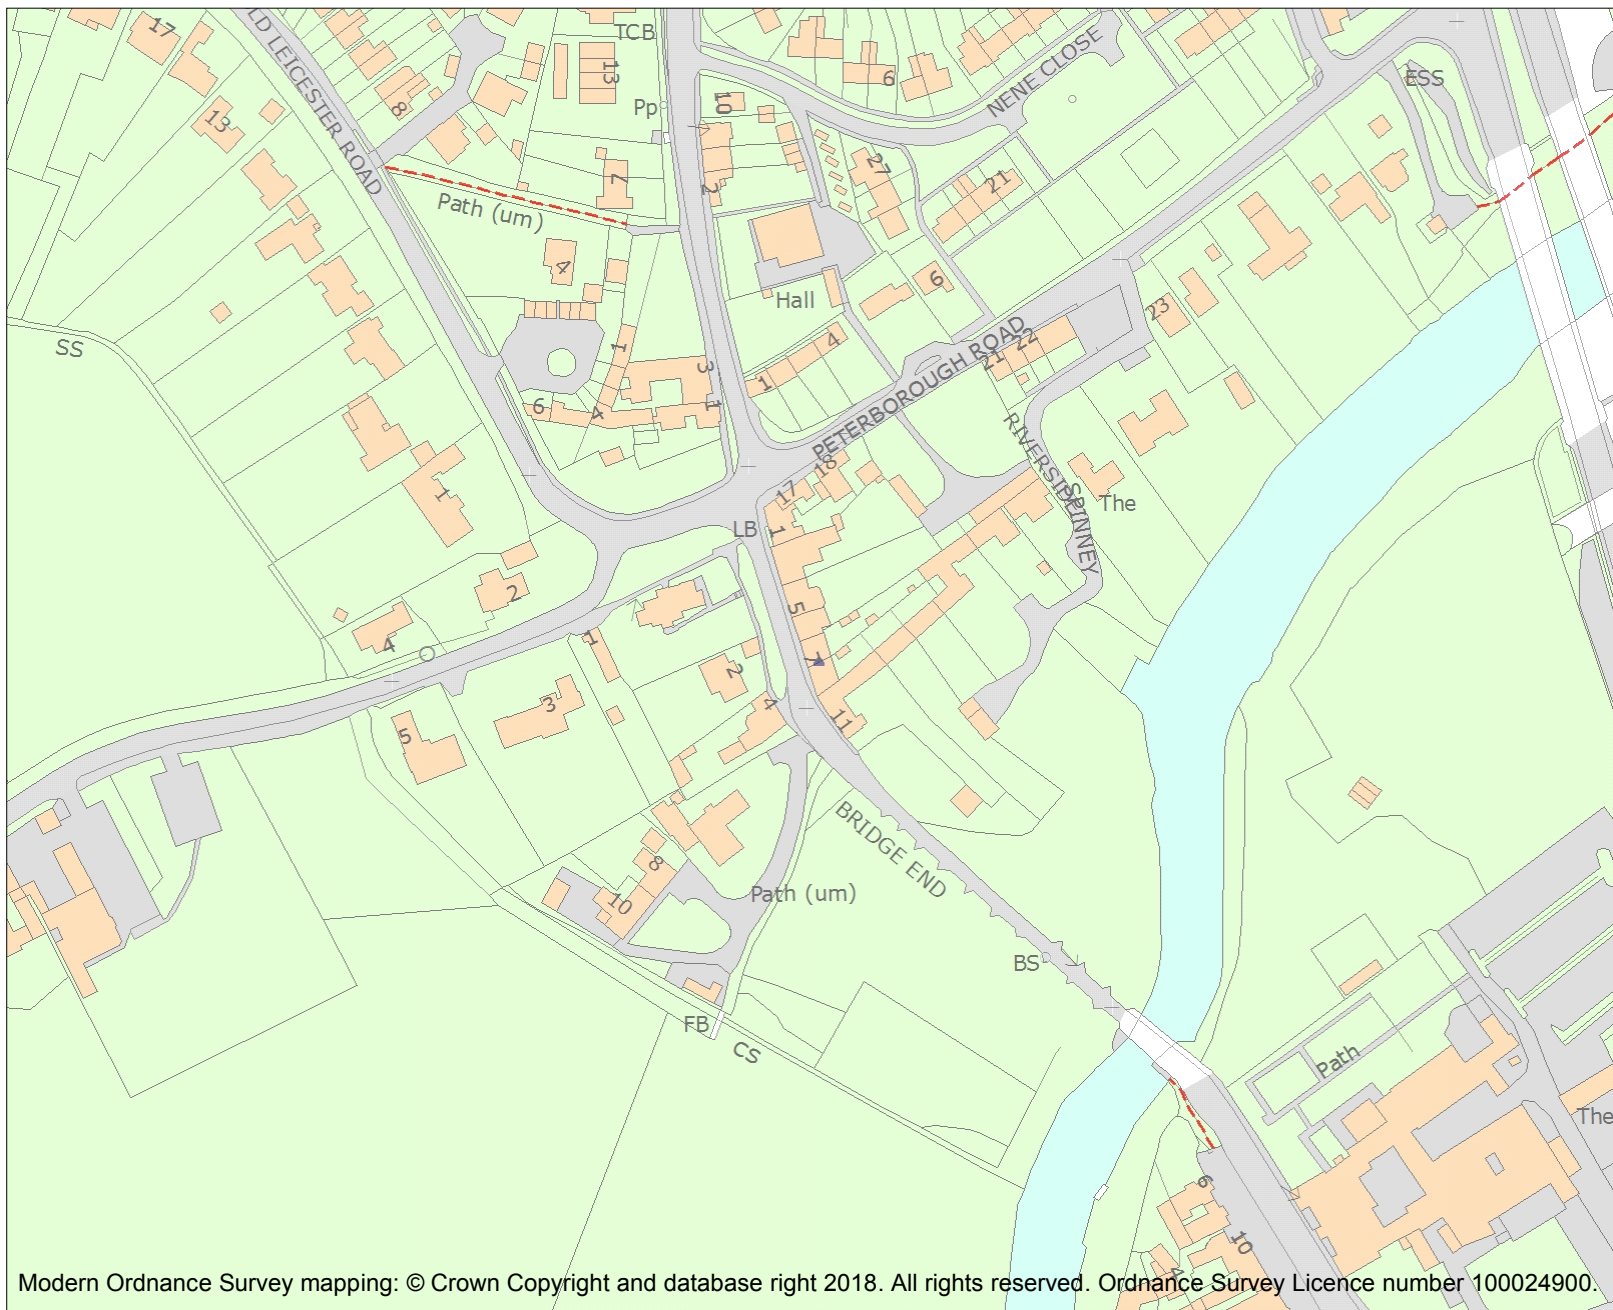 17
LD LEICESTER ROAD
TCB
13
8
13
Pp
10
6
NENE CLOSE
ESS
7
2
27
21
Path (um)
4
Hall
6
SS
1
3
1
6
4
1
4
21
22
23
PETERBOROUGH ROAD
18
17
RIVERSIDE
SPINNEY
The
1
LB
1
2
5
4
1
7
2
3
4
5
11
BRIDGE END
8
10
Path (um)
BS
FB
CS
Path
The
6
10
4
Modern Ordnance Survey mapping: © Crown Copyright and database right 2018. All rights reserved. Ordnance Survey Licence number 100024900.